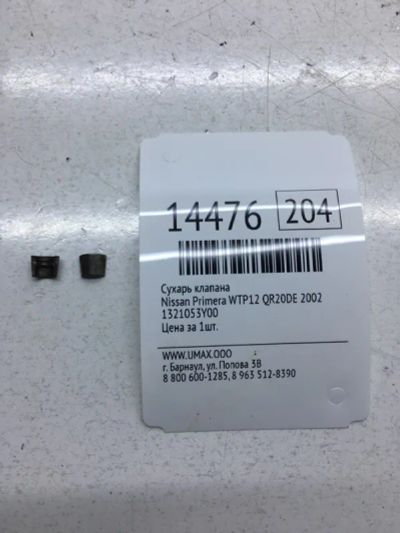 14476 204
Сухарь клапана
Nissan Primera WTP12 QR20DE 2002
1321053Y00
Цена за 1шт.
WWW.UMAX.OOO
г. Барнаул, ул. Попова 3В
8 800 600-1285, 8 963 512-8390